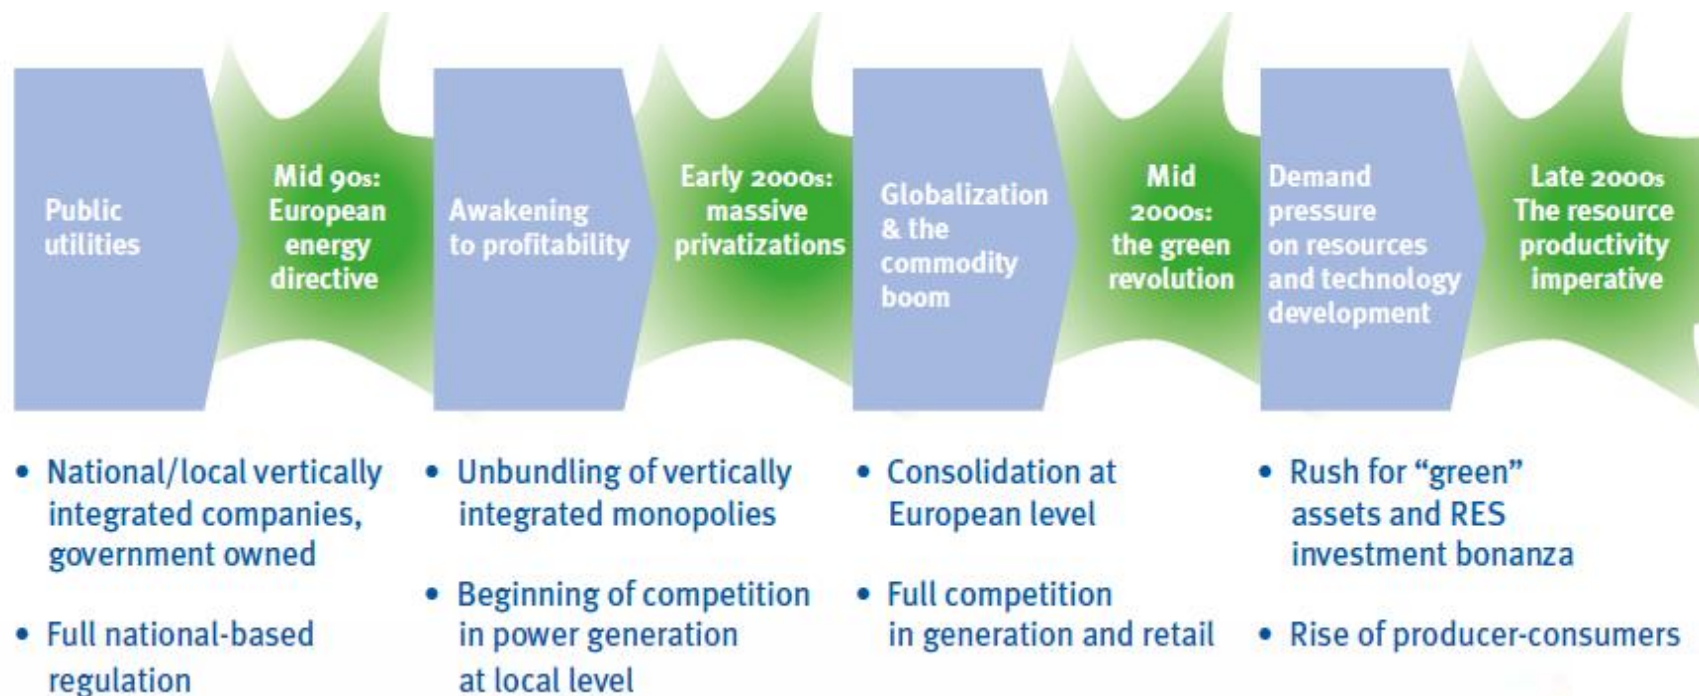 Public
utilities
Mid 90s:
European
energy
directive
Awakening
to profitability
Early 2000s:
massive
privatizations
Globalization
& the
commodity
boom
Mid
2000s:
the green
revolution
Demand
pressure
on resources
and technology
development
Late 2000s
The resource
productivity
imperative
• National/local vertically
integrated companies,
government owned
• Full national-based
regulation
• Unbundling of vertically
integrated monopolies
• Beginning of competition
in power generation
at local level
• Consolidation at
European level
• Full competition
in generation and retail
• Rush for “green”
assets and RES
investment bonanza
• Rise of producer-consumers